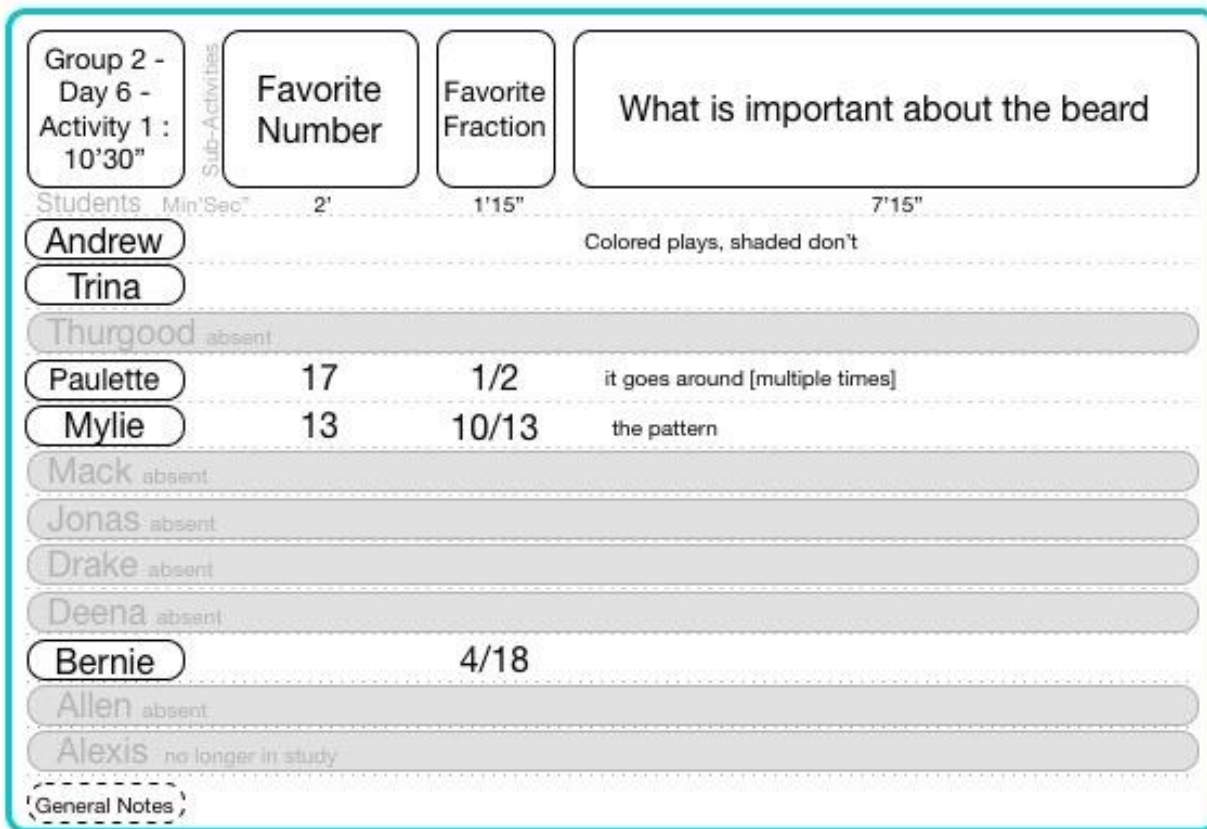 Group 2 -
Day 6 -
Activity 1 :
10'30”
Sub-Activities
Favorite
Number
Favorite
Fraction
What is important about the beard
Students Min'Sec” 2' 1'15” 7'15”
Andrew Colored plays, shaded don't
Trina
Thurgood absent
Paulette 17 1/2 it goes around [multiple times]
Mylie 13 10/13 the pattern
Mack absent
Jonas absent
Drake absent
Deena absent
Bernie 4/18
Allen absent
Alexis no longer in study
General Notes